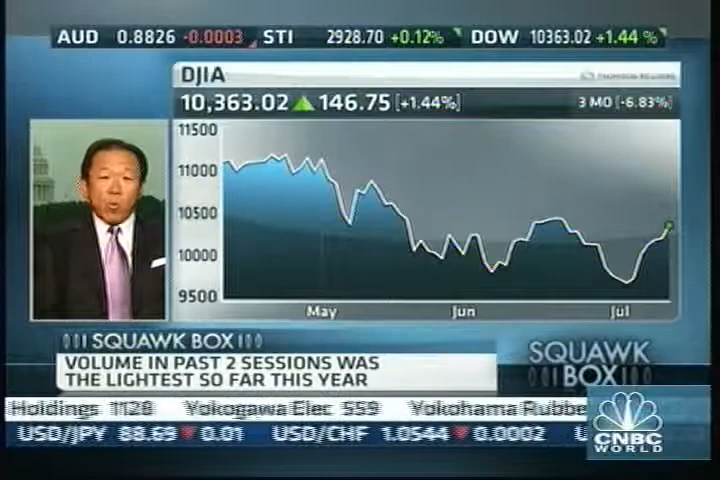 AUD 0.8826 -0.0003 STI 2928.70 +0.12% DOW 10363.02 +1.44 %
DJIA
THOMSON REUTERS
10,363.02 146.75 [+1.44%] 3 MO [-6.83%]
11500
11000
10500
10000
9500
May Jun Jul
SQUAWK BOX
VOLUME IN PAST 2 SESSIONS WAS
THE LIGHTEST SO FAR THIS YEAR
SQUAWK
BOX
Holdings 1128 Yokogawa Elec 559 Yokohama Rubbe
USD/JPY 88.69 0.01 USD/CHF 1.0544 0.0002 U
CNBC
WORLD